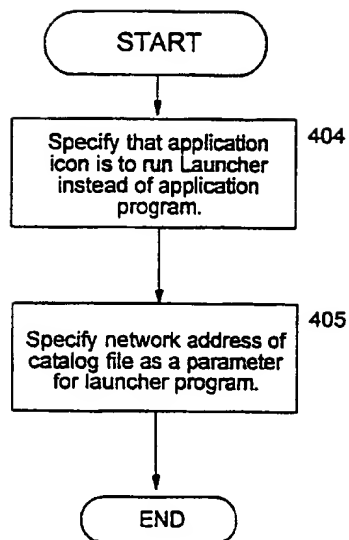 START
404
Specify that application
icon is to run Launcher
instead of application
program.
405
Specify network address of
catalog file as a parameter
for launcher program.
END